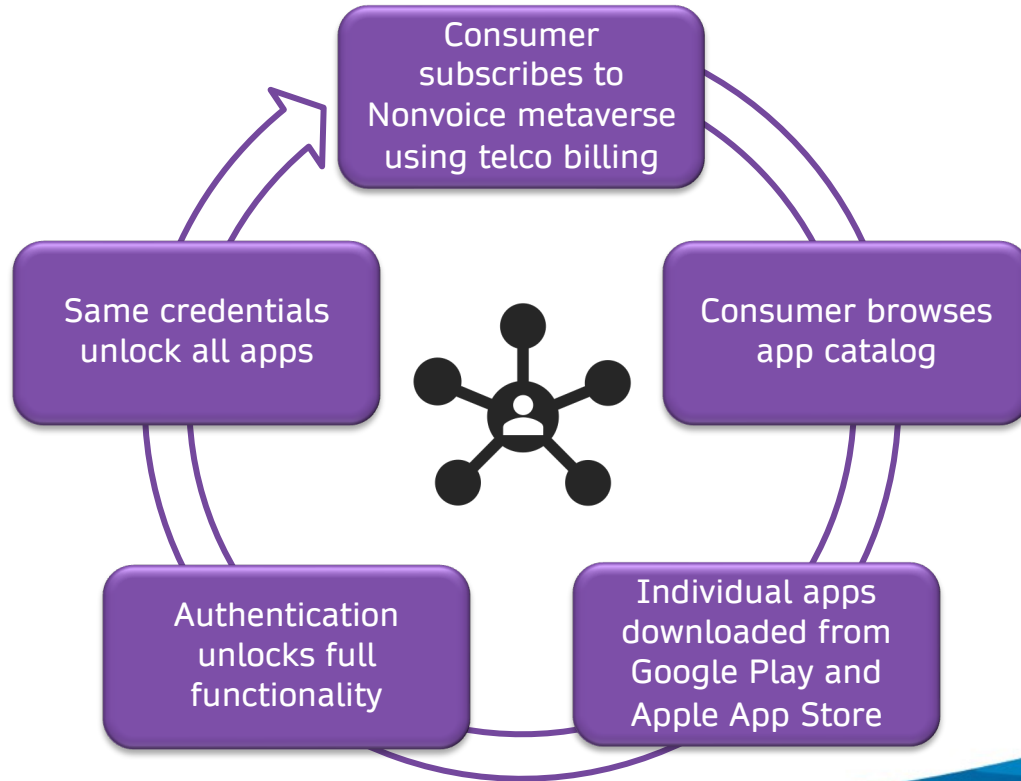 Consumer
subscribes to
Nonvoice metaverse
using telco billing
Consumer browses
app catalog
Individual apps
downloaded from
Google Play and
Apple App Store
Authentication
unlocks full
functionality
Same credentials
unlock all apps